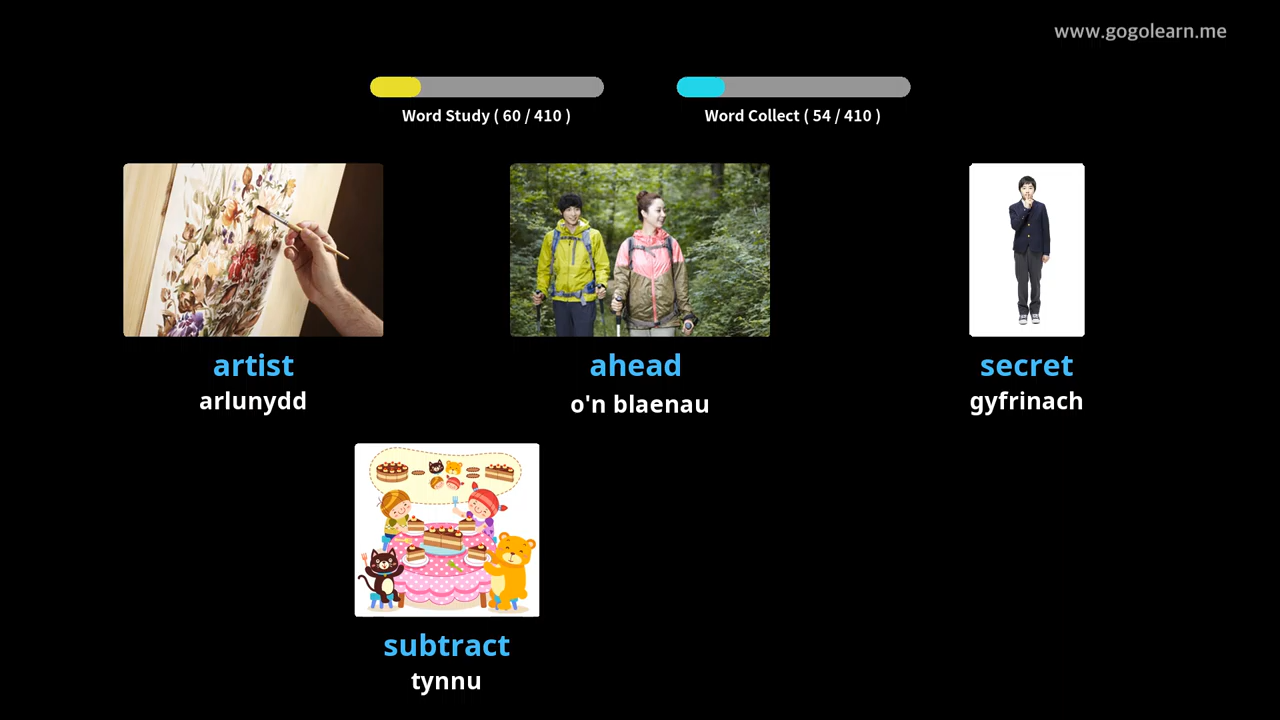 www.gogolearn.me
Word Study ( 60 / 410 )
Word Collect ( 54 / 410 )
artist
arlunydd
ahead
o'n blaenau
secret
gyfrinach
subtract
tynnu